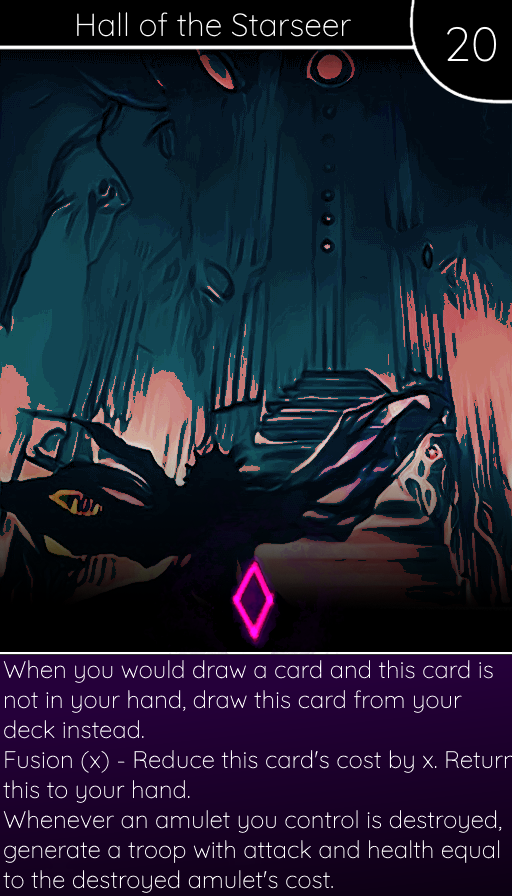 Hall of the Starseer
20
When you would draw a card and this card is
not in your hand, draw this card from your
deck instead.
Fusion (x) - Reduce this card's cost by x. Return
this to your hand.
Whenever an amulet you control is destroyed,
generate a troop with attack and health equal
to the destroyed amulet's cost.